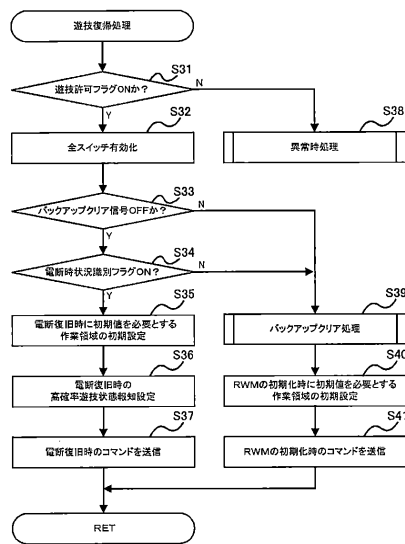 遊技復帰処理
S31
遊技許可フラグONか？
N
Y
S32
S38
全スイッチ有効化
異常時処理
S33
バックアップクリア信号OFFか？
N
Y
S34
電断時状況識別フラグON？
N
Y
S35
S39
電断復旧時に初期値を必要とする
作業領域の初期設定
バックアップクリア処理
S36
S40
電断復旧時の
高確率遊技状態報知設定
RWMの初期化時に初期値を必要とする
作業領域の初期設定
S37
S41
電断復旧時のコマンドを送信
RWMの初期化時のコマンドを送信
RET